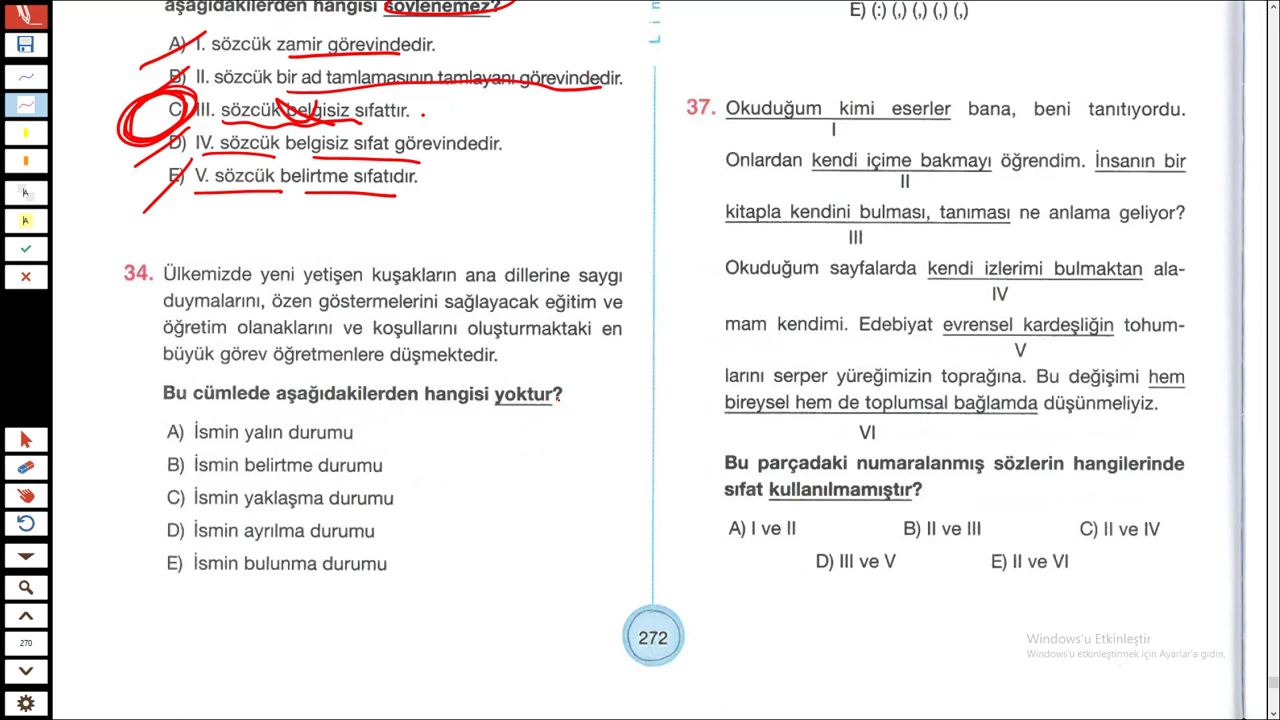 aşağıdakilerden hangisi söylenemez?
A) I. sözcük zamir görevindedir.
B) II. sözcük bir ad tamlamasının tamlayanı görevindedir.
C) III. sözcük belgisiz sıfattır.
D) IV. sözcük belgisiz sıfat görevindedir.
E) V. sözcük belirtme sıfatıdır.
34. Ülkemizde yeni yetişen kuşakların ana dillerine saygı
duymalarını, özen göstermelerini sağlayacak eğitim ve
öğretim olanaklarını ve koşullarını oluşturmaktaki en
büyük görev öğretmenlere düşmektedir.
Bu cümlede aşağıdakilerden hangisi yoktur?
A) İsmin yalın durumu
B) İsmin belirtme durumu
C) İsmin yaklaşma durumu
D) İsmin ayrılma durumu
E) İsmin bulunma durumu
L i m
E) (:) (,) (,) (,) (,)
37. Okuduğum kimi eserler bana, beni tanıtıyordu.
I
Onlardan kendi içime bakmayı öğrendim. İnsanın bir
II
kitapla kendini bulması, tanıması ne anlama geliyor?
III
Okuduğum sayfalarda kendi izlerimi bulmaktan ala-
IV
mam kendimi. Edebiyat evrensel kardeşliğin tohum-
V
larını serper yüreğimizin toprağına. Bu değişimi hem
bireysel hem de toplumsal bağlamda düşünmeliyiz.
VI
Bu parçadaki numaralanmış sözlerin hangilerinde
sıfat kullanılmamıştır?
A) I ve II B) II ve III C) II ve IV
D) III ve V E) II ve VI
272
270
A
A
Windows'u Etkinleştir
Windows'u etkinleştirmek için Ayarlar'a gidin.